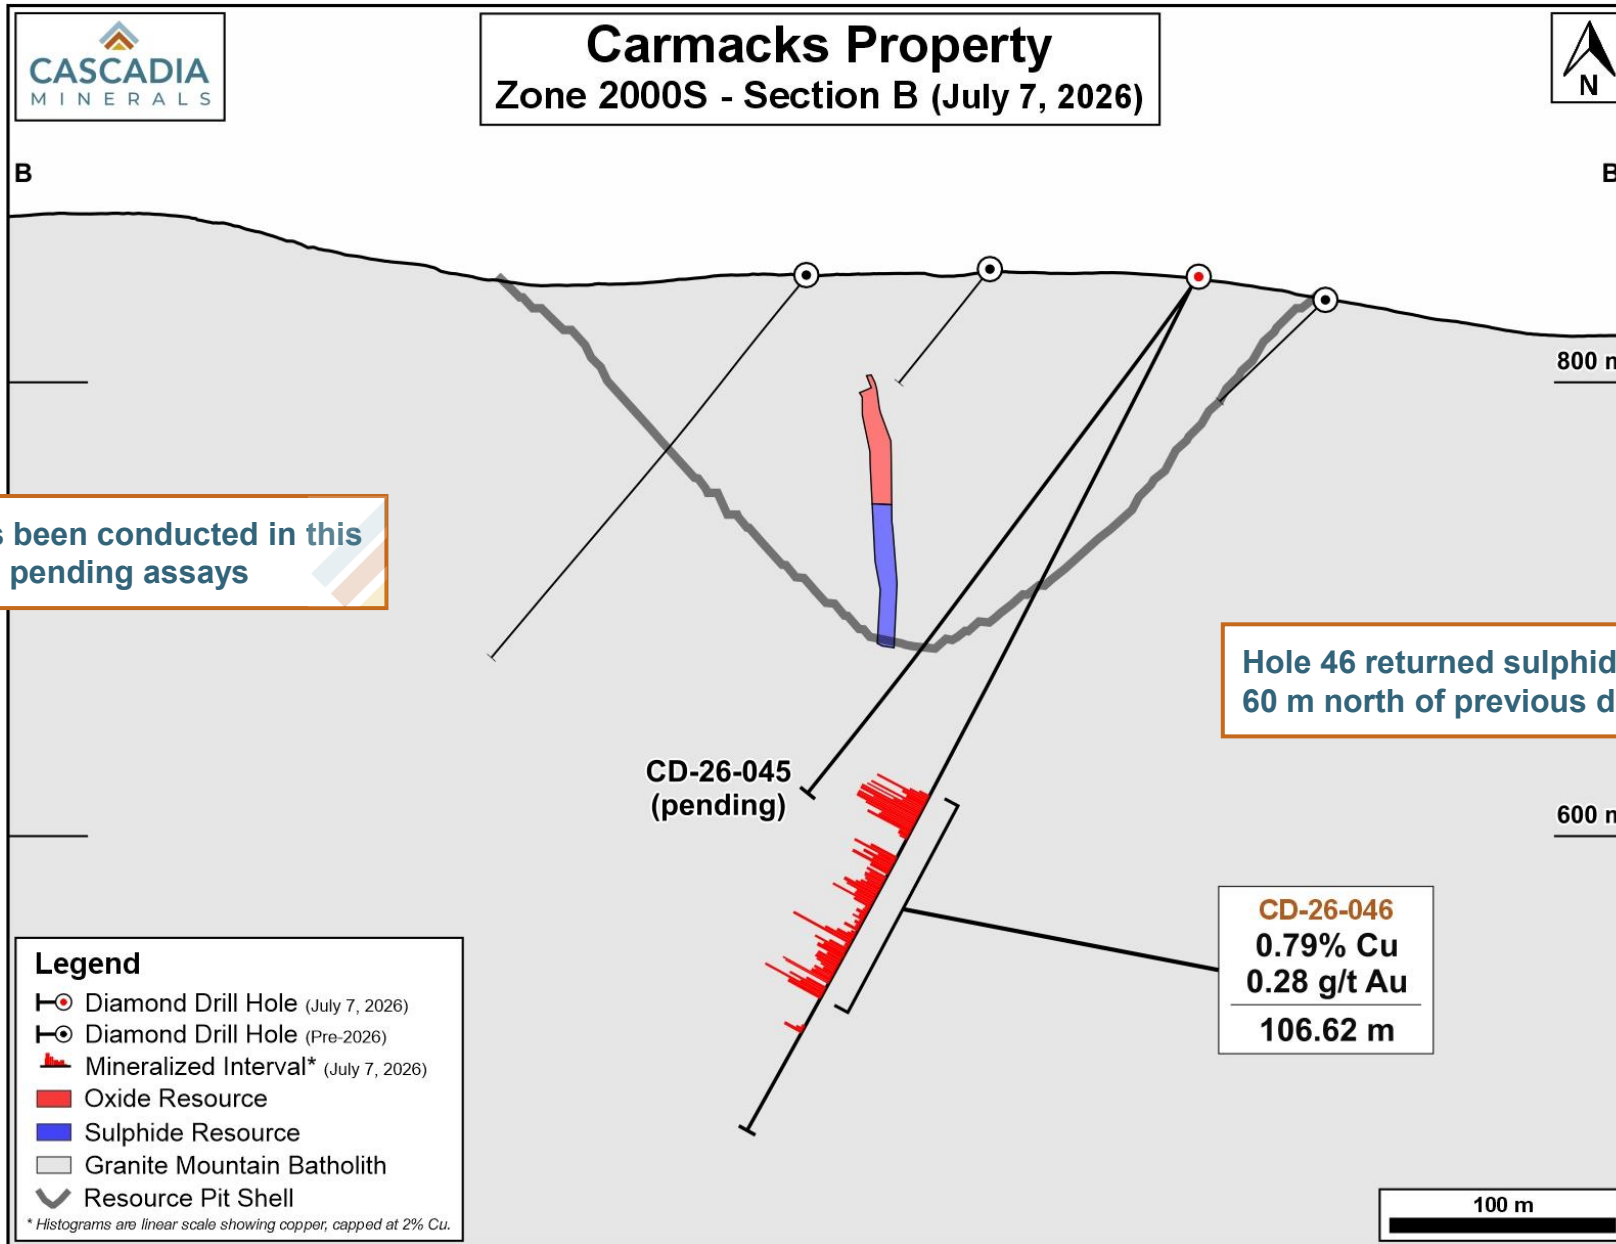 CASCADIA
MINERALS
Carmacks Property
Zone 2000S - Section B (July 7, 2026)
N
B
B
800 m
been conducted in this
pending assays
Hole 46 returned
60 m north of previous
CD-26-045
(pending)
600 m
CD-26-046
0.79% Cu
0.28 g/t Au
106.62 m
Legend
Diamond Drill Hole (July 7, 2026)
Diamond Drill Hole (Pre-2026)
Mineralized Interval* (July 7, 2026)
Oxide Resource
Sulphide Resource
Granite Mountain Batholith
Resource Pit Shell
* Histograms are linear scale showing copper, capped at 2% Cu.
100 m